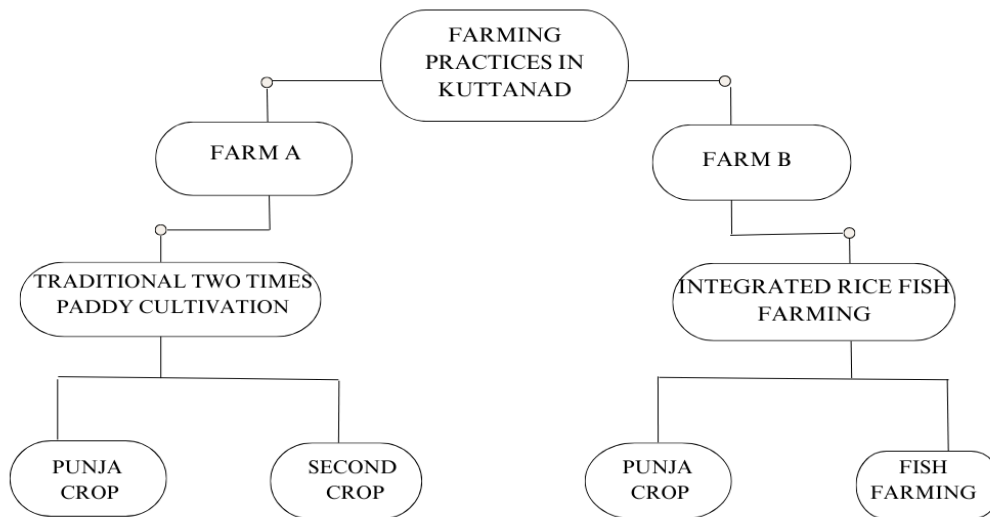 FARMING
PRACTICES IN
KUTTANAD
FARM A
FARM B
TRADITIONAL TWO TIMES
PADDY CULTIVATION
INTEGRATED RICE FISH
FARMING
PUNJA
CROP
SECOND
CROP
PUNJA
CROP
FISH
FARMING